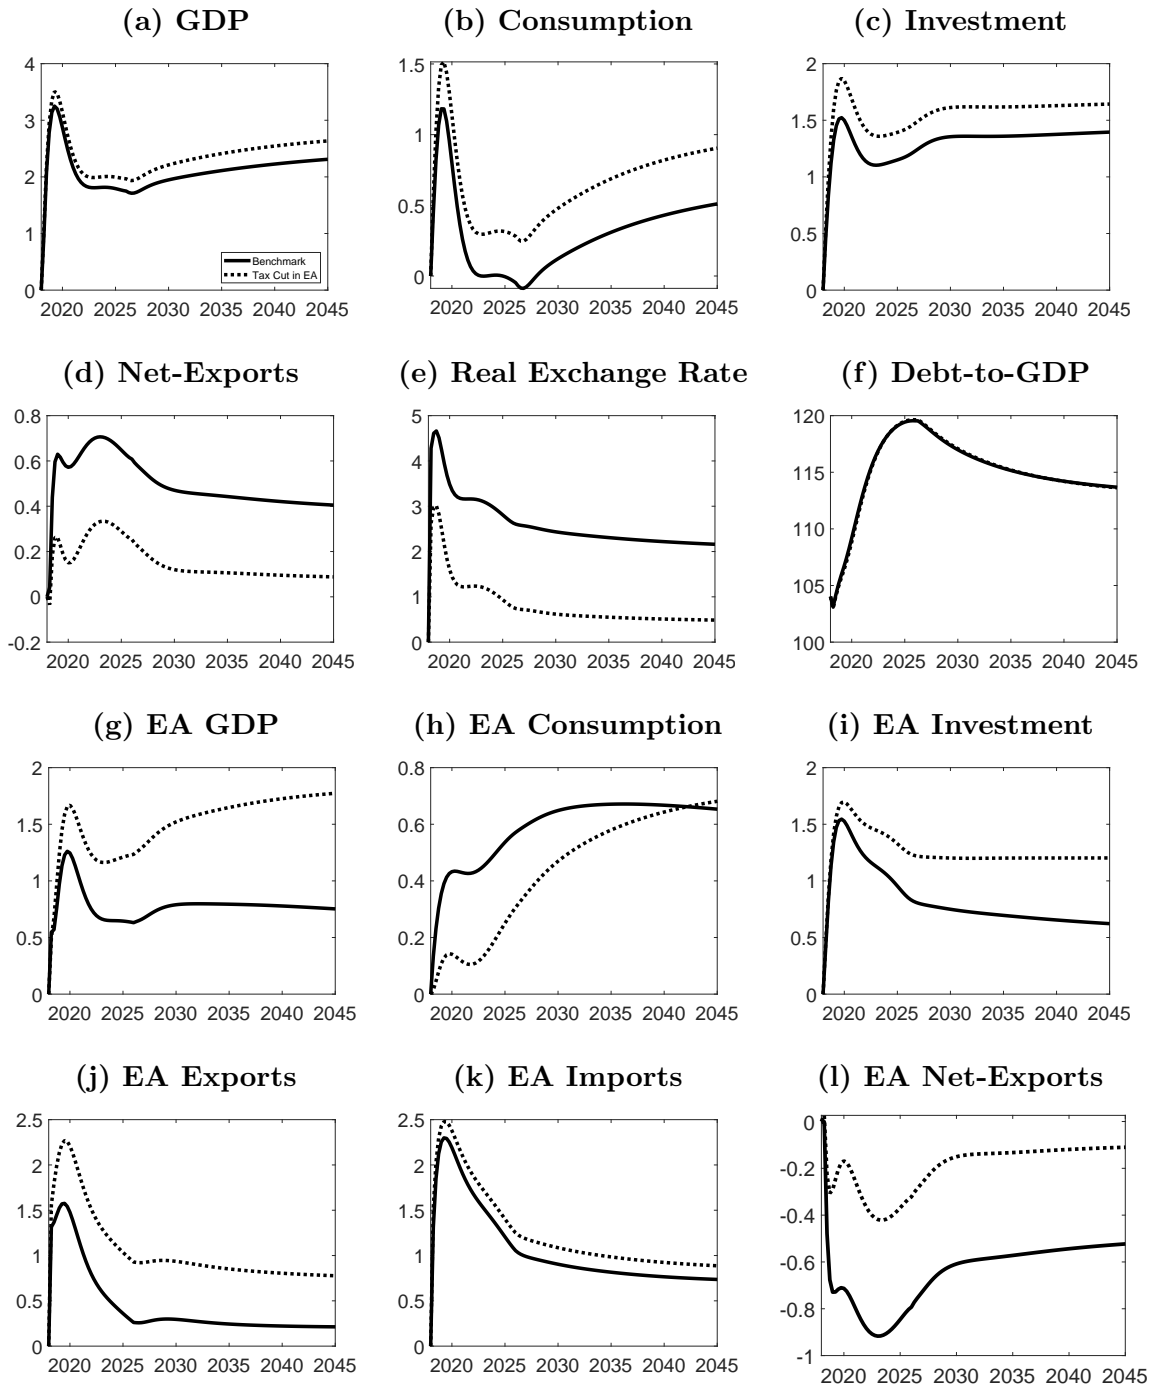 (a) GDP
(b) Consumption
(c) Investment
4
3
2
1
0
Benchmark
Tax Cut in EA
2020 2025 2030 2035 2040 2045
1.5
1
0.5
0
2020 2025 2030 2035 2040 2045
2
1.5
1
0.5
0
2020 2025 2030 2035 2040 2045
(d) Net-Exports
(e) Real Exchange Rate
(f) Debt-to-GDP
0.8
0.6
0.4
0.2
0
-0.2
2020 2025 2030 2035 2040 2045
5
4
3
2
1
0
2020 2025 2030 2035 2040 2045
120
115
110
105
100
2020 2025 2030 2035 2040 2045
(g) EA GDP
(h) EA Consumption
(i) EA Investment
2
1.5
1
0.5
0
2020 2025 2030 2035 2040 2045
0.8
0.6
0.4
0.2
0
2020 2025 2030 2035 2040 2045
2
1.5
1
0.5
0
2020 2025 2030 2035 2040 2045
(j) EA Exports
(k) EA Imports
(l) EA Net-Exports
2.5
2
1.5
1
0.5
0
2020 2025 2030 2035 2040 2045
2.5
2
1.5
1
0.5
0
2020 2025 2030 2035 2040 2045
0
-0.2
-0.4
-0.6
-0.8
-1
2020 2025 2030 2035 2040 2045